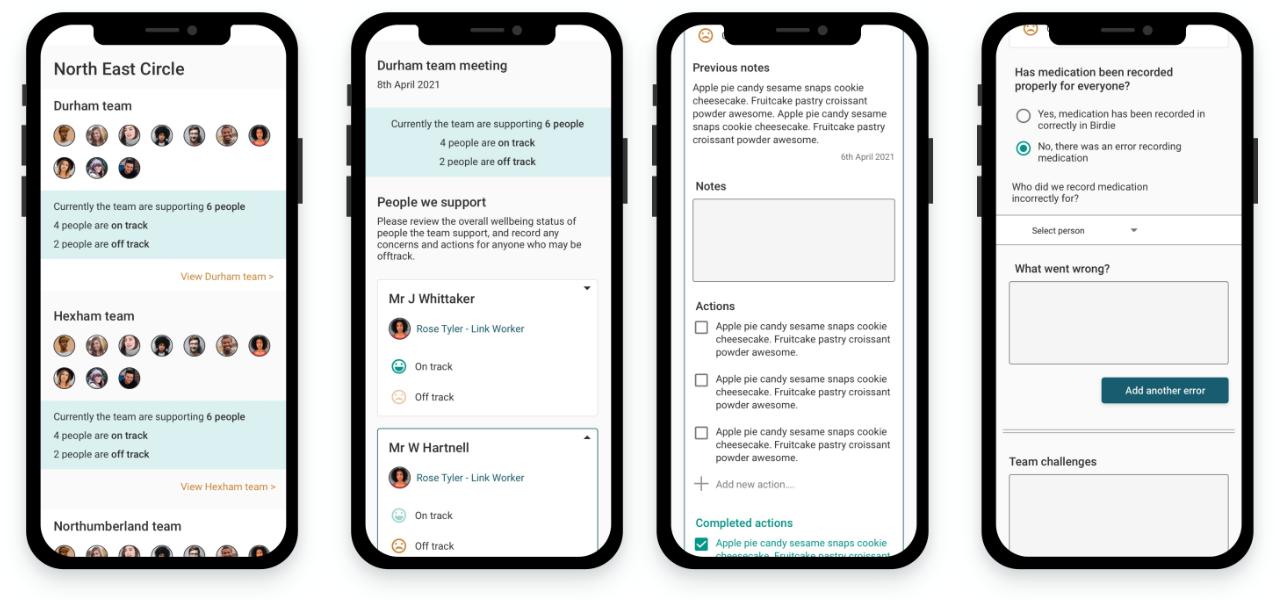 North East Circle
Durham team
Currently the team are supporting 6 people
4 people are on track
2 people are off track
View Durham team >
Hexham team
Currently the team are supporting 6 people
4 people are on track
2 people are off track
View Hexham team >
Northumberland team
Durham team meeting
8th April 2021
Currently the team are supporting 6 people
4 people are on track
2 people are off track
People we support
Please review the overall wellbeing status of
people the team support, and record any
concerns and actions for anyone who may be
offtrack.
Mr J Whittaker
Rose Tyler - Link Worker
On track
Off track
Mr W Hartnell
Rose Tyler - Link Worker
On track
Off track
Previous notes
Apple pie candy sesame snaps cookie
cheesecake. Fruitcake pastry croissant
powder awesome. Apple pie candy sesame
snaps cookie cheesecake. Fruitcake pastry
croissant powder awesome.
6th April 2021
Notes
Actions
Apple pie candy sesame snaps cookie
cheesecake. Fruitcake pastry croissant
powder awesome.
Apple pie candy sesame snaps cookie
cheesecake. Fruitcake pastry croissant
powder awesome.
Apple pie candy sesame snaps cookie
cheesecake. Fruitcake pastry croissant
powder awesome.
Add new action....
Completed actions
Apple pie candy sesame snaps cookie
cheesecake. Fruitcake pastry croissant
Has medication been recorded
properly for everyone?
Yes, medication has been recorded in
correctly in Birdie
No, there was an error recording
medication
Who did we record medication
incorrectly for?
Select person
What went wrong?
Add another error
Team challenges